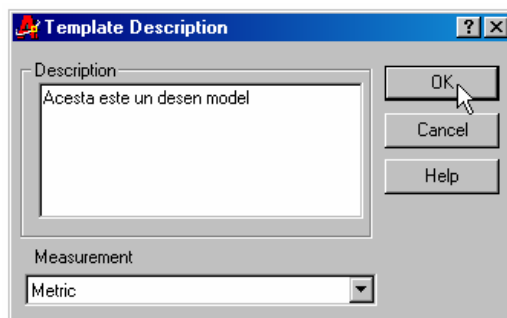 Template Description
Description
Acesta este un desen model
OK
Cancel
Help
Measurement
Metric